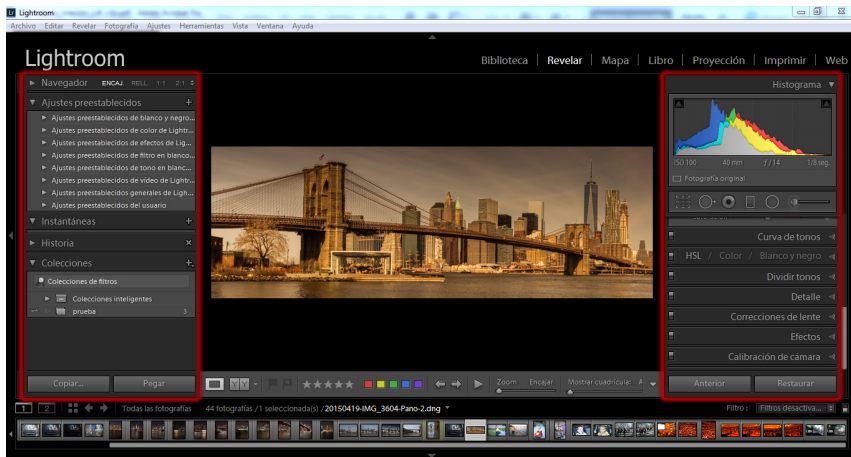 Lightroom
Archivo Editar Revelar Fotografía Ajustes Herramientas Vista Ventana Ayuda
Lightroom
Biblioteca | Revelar | Mapa | Libro | Proyección | Imprimir | Web
Navegador ENCAJ. RELL. 1:1 2:1
Ajustes preestablecidos +
Ajustes preestablecidos de blanco y negro...
Ajustes preestablecidos de color de Lightr...
Ajustes preestablecidos de efectos de Lig...
Ajustes preestablecidos de filtro en blanco...
Ajustes preestablecidos de tono en blanc...
Ajustes preestablecidos de vídeo de Lightr...
Ajustes preestablecidos generales de Ligh...
Ajustes preestablecidos del usuario
Instantáneas +
Historia ×
Colecciones +
Colecciones de filtros
Colecciones inteligentes
prueba 3
Copiar... Pegar
Histograma
ISO 100 40 mm ƒ / 14 1/8 seg.
Fotografía original
Curva de tonos
HSL / Color / Blanco y negro
Dividir tonos
Detalle
Correcciones de lente
Efectos
Calibración de cámara
Anterior Restaurar
Y Y Zoom Encajar Mostrar cuadrícula: A
1 2 Todas las fotografías 44 fotografías /1 seleccionada(s) /20150419-IMG_3604-Pano-2.dng
Filtro : Filtros desactiva...